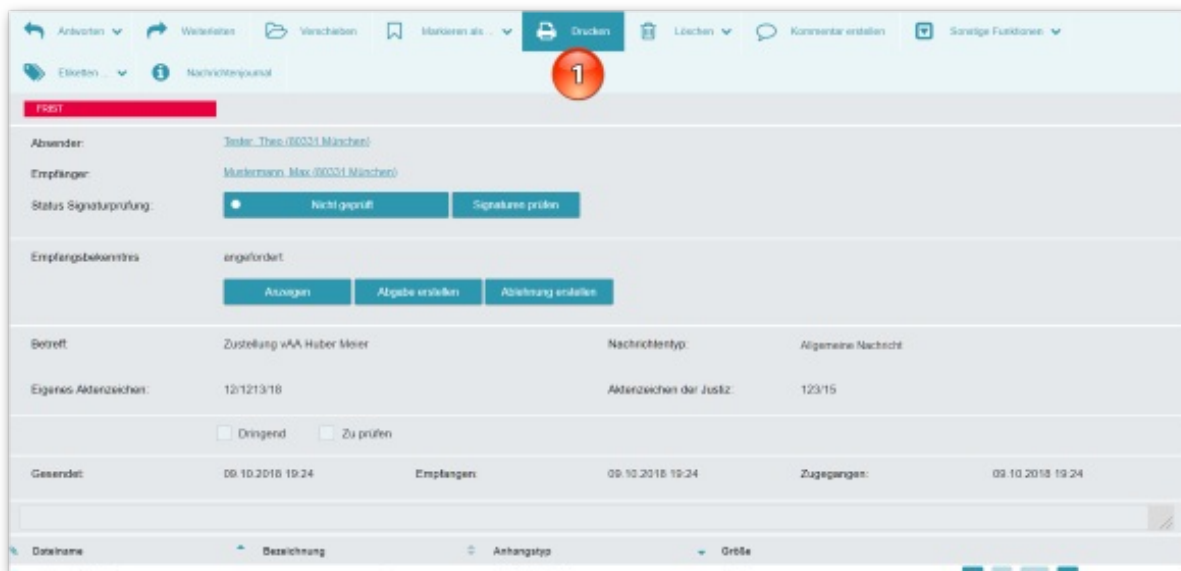 Antworten Weiterleiten Verschieben Markieren als ... Drucken Löschen Kommentar erstellen Sonstige Funktionen
Etiketten ... Nachrichtenjournal
1
FRIST
Absender: Tester, Theo (80331 München)
Empfänger: Mustermann, Max (80331 München)
Status Signaturprüfung: Nicht geprüft Signaturen prüfen
Empfangsbekenntnis angefordert
Anzeigen Abgabe erstellen Ablehnung erstellen
Betreff: Zustellung wAA Huber Meier Nachrichtentyp: Allgemeine Nachricht
Eigenes Aktenzeichen: 12/1213/18 Aktenzeichen der Justiz: 123/15
Dringend Zu prüfen
Gesendet: 09.10.2018 19:24 Empfangen: 09.10.2018 19:24 Zugegangen: 09.10.2018 19:24
Dateiname Bezeichnung Anhangstyp Größe